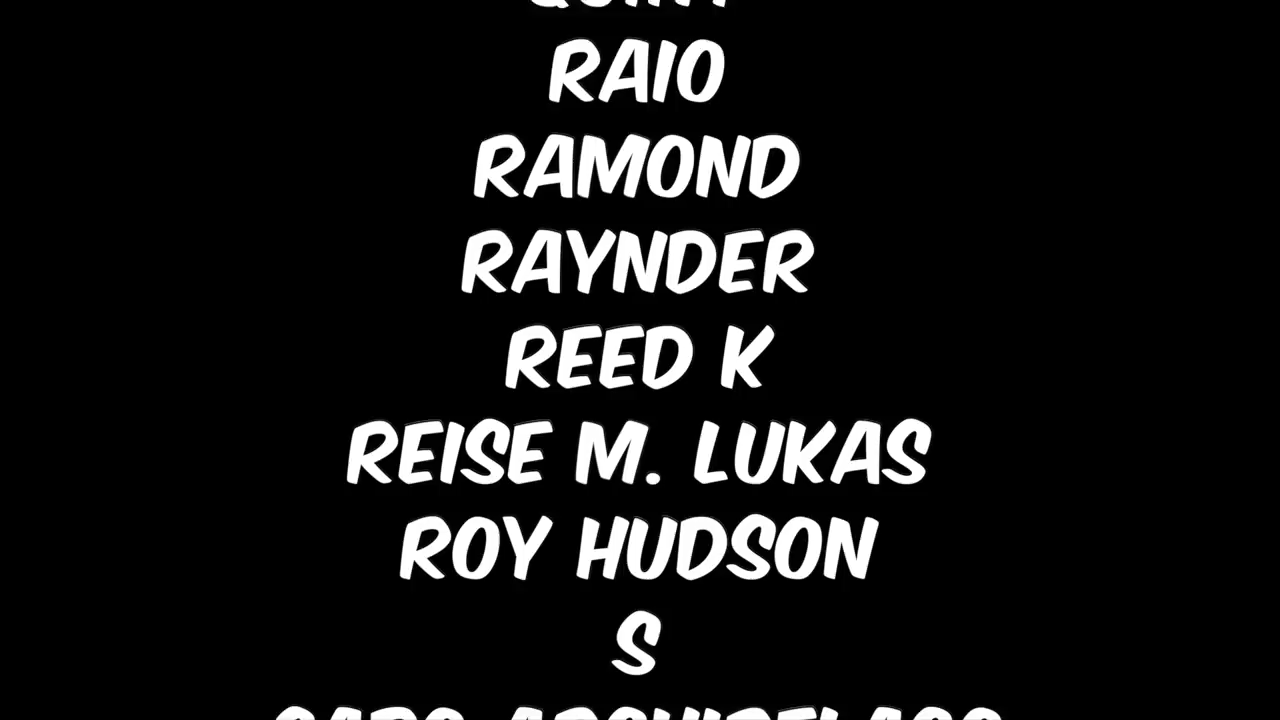 RAIO
RAMOND
RAYNDER
REED K
REISE M. LUKAS
ROY HUDSON
S